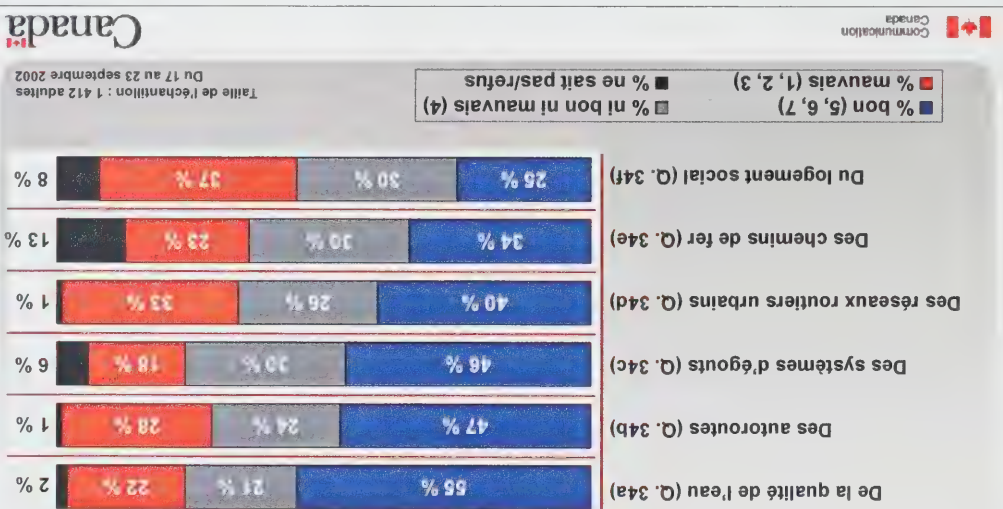 De la qualité de l'eau (Q. 34a) 55 % 21 % 22 % 2 %
Des autoroutes (Q. 34b) 47 % 24 % 28 % 1 %
Des systèmes d'égouts (Q. 34c) 46 % 30 % 18 % 6 %
Des réseaux routiers urbains (Q. 34d) 40 % 26 % 33 % 1 %
Des chemins de fer (Q. 34e) 34 % 30 % 23 % 13 %
Du logement social (Q. 34f) 25 % 30 % 37 % 8 %
% bon (5, 6, 7) % ni bon ni mauvais (4)
% mauvais (1, 2, 3) % ne sait pas/refus
Taille de l'échantillon : 1 412 adultes
Du 17 au 23 septembre 2002
Communication
Canada
Canada